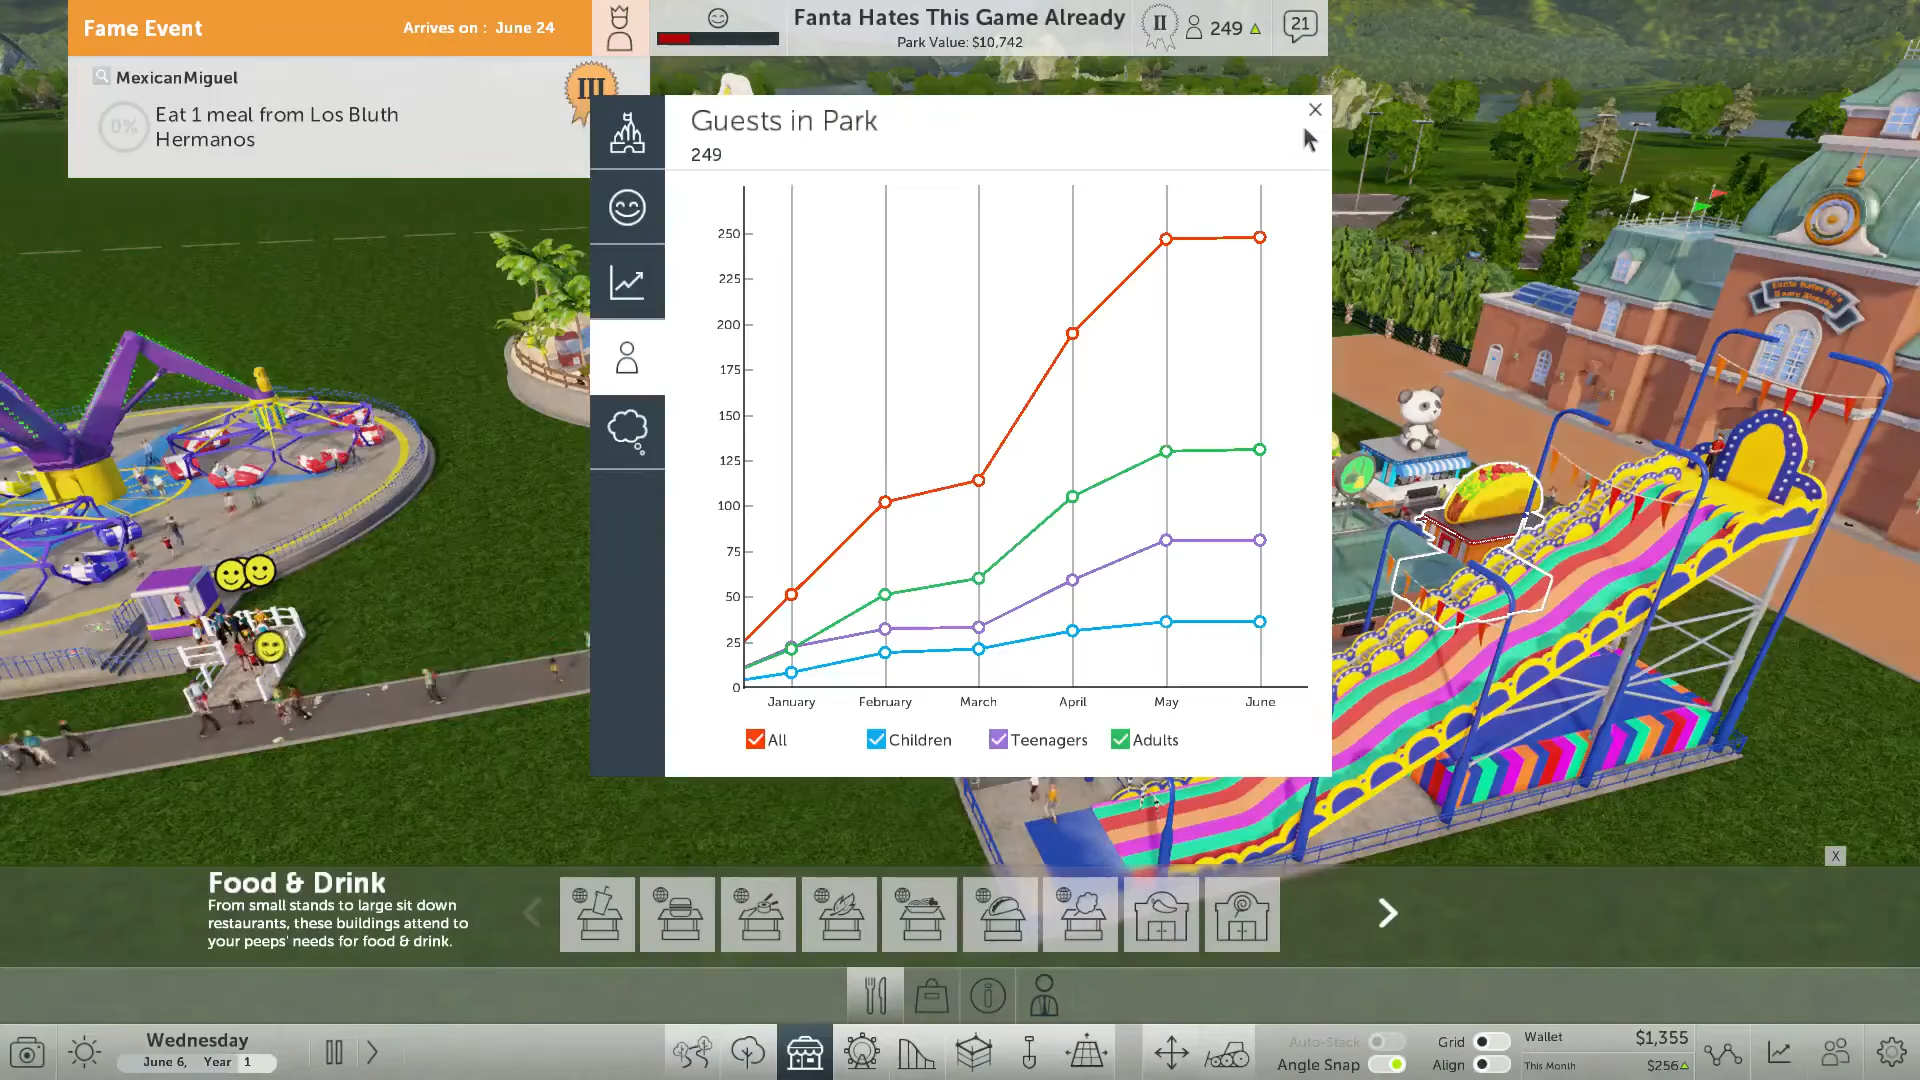 Fame Event
Arrives on : June 24
MexicanMiguel
III
0%
Eat 1 meal from Los Bluth
Hermanos
Fanta Hates This Game Already
Park Value: $10,742
II
249
21
Guests in Park
249
250
225
200
175
150
125
100
75
50
25
0
January
February
March
April
May
June
All
Children
Teenagers
Adults
X
Food & Drink
From small stands to large sit down
restaurants, these buildings attend to
your peeps' needs for food & drink.
Wednesday
June 6, Year 1
Auto-Stack
Angle Snap
Grid
Align
Wallet
$1,355
This Month
$256